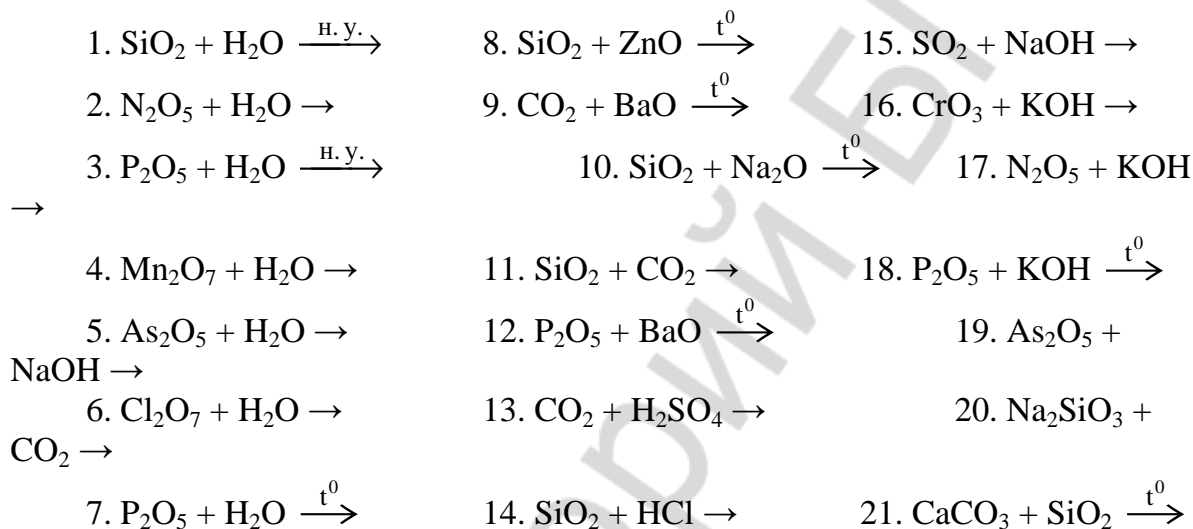 1. SiO₂ + H₂O н. у.→ 8. SiO₂ + ZnO t⁰→ 15. SO₂ + NaOH →
2. N₂O₅ + H₂O → 9. CO₂ + BaO t⁰→ 16. CrO₃ + KOH →
3. P₂O₅ + H₂O н. у.→ 10. SiO₂ + Na₂O t⁰→ 17. N₂O₅ + KOH
→
4. Mn₂O₇ + H₂O → 11. SiO₂ + CO₂ → 18. P₂O₅ + KOH t⁰→
5. As₂O₅ + H₂O → 12. P₂O₅ + BaO t⁰→ 19. As₂O₅ +
NaOH →
6. Cl₂O₇ + H₂O → 13. CO₂ + H₂SO₄ → 20. Na₂SiO₃ +
CO₂ →
7. P₂O₅ + H₂O t⁰→ 14. SiO₂ + HCl → 21. CaCO₃ + SiO₂ t⁰→